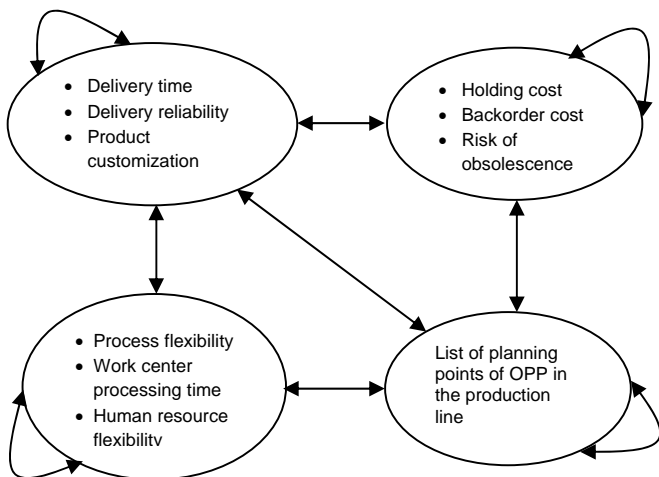 • Delivery time
• Delivery reliability
• Product
customization
• Holding cost
• Backorder cost
• Risk of
obsolescence
• Process flexibility
• Work center
processing time
• Human resource
flexibility
List of planning
points of OPP in
the production
line